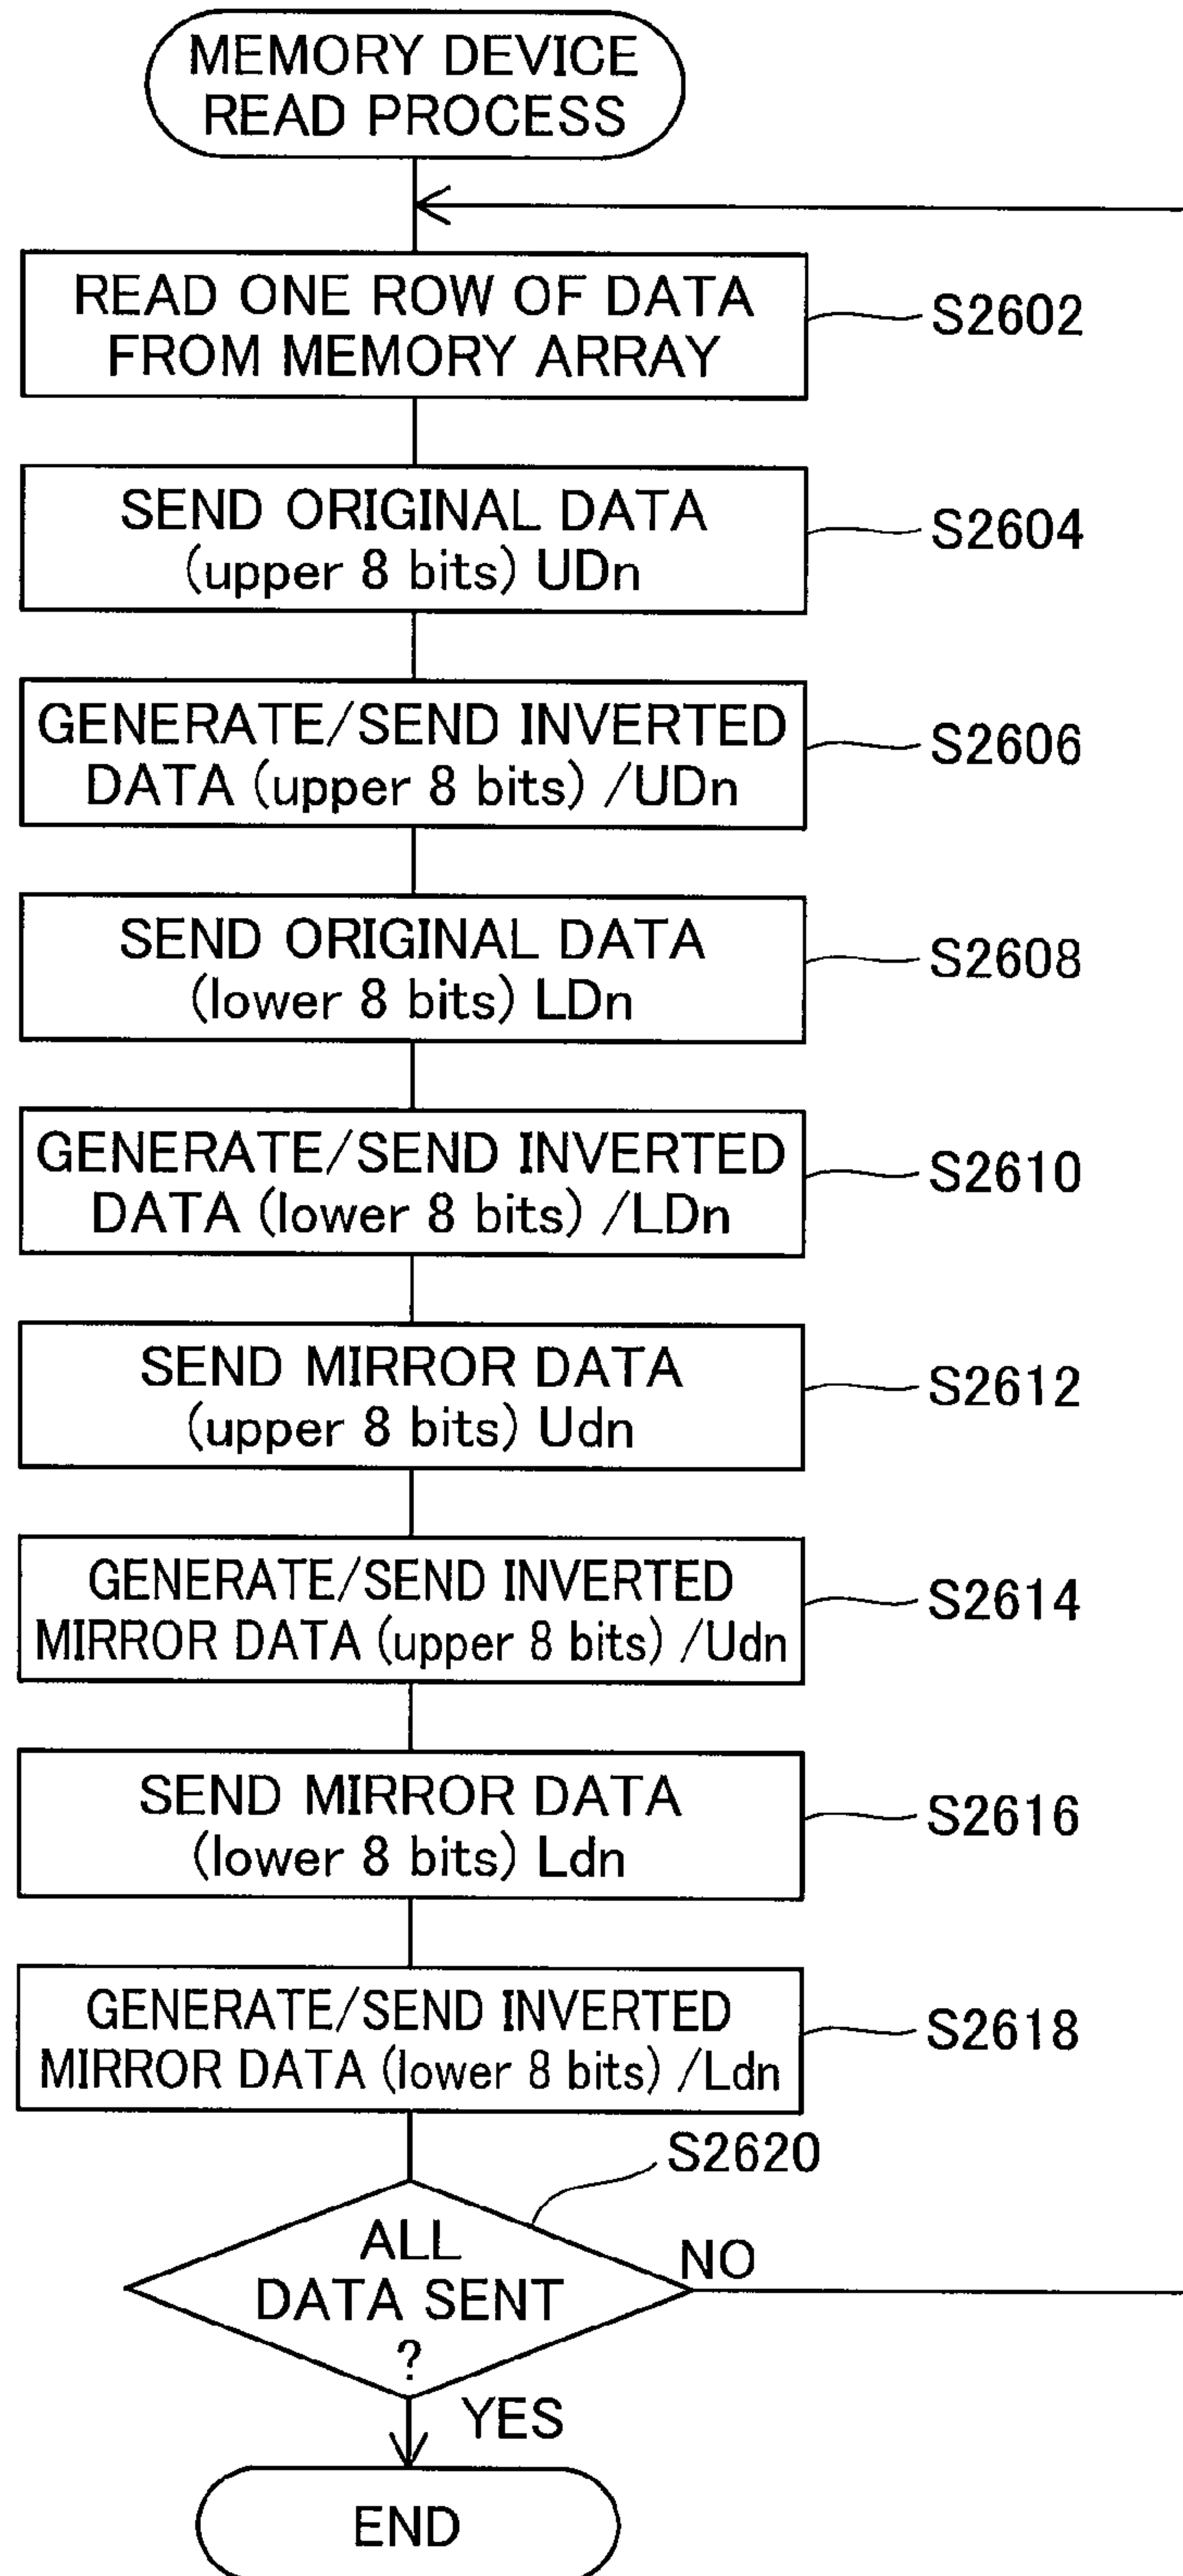 MEMORY DEVICE
READ PROCESS
READ ONE ROW OF DATA
FROM MEMORY ARRAY
S2602
SEND ORIGINAL DATA
(upper 8 bits) UDn
S2604
GENERATE/SEND INVERTED
DATA (upper 8 bits) /UDn
S2606
SEND ORIGINAL DATA
(lower 8 bits) LDn
S2608
GENERATE/SEND INVERTED
DATA (lower 8 bits) /LDn
S2610
SEND MIRROR DATA
(upper 8 bits) Udn
S2612
GENERATE/SEND INVERTED
MIRROR DATA (upper 8 bits) /Udn
S2614
SEND MIRROR DATA
(lower 8 bits) Ldn
S2616
GENERATE/SEND INVERTED
MIRROR DATA (lower 8 bits) /Ldn
S2618
S2620
ALL
DATA SENT
?
NO
YES
END